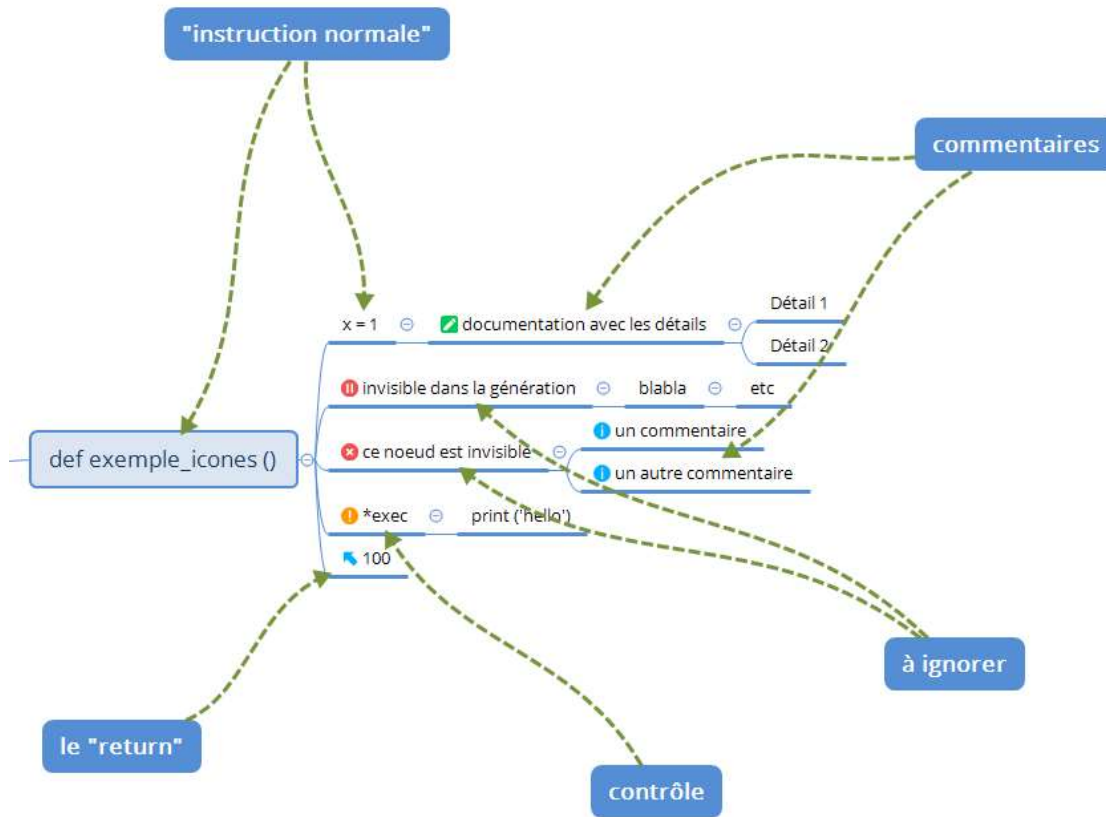 "instruction normale"
commentaires
Détail 1
x = 1
documentation avec les détails
Détail 2
invisible dans la génération
blabla
etc
un commentaire
def exemple_icones ()
ce noeud est invisible
un autre commentaire
*exec
print ('hello')
100
à ignorer
le "return"
contrôle